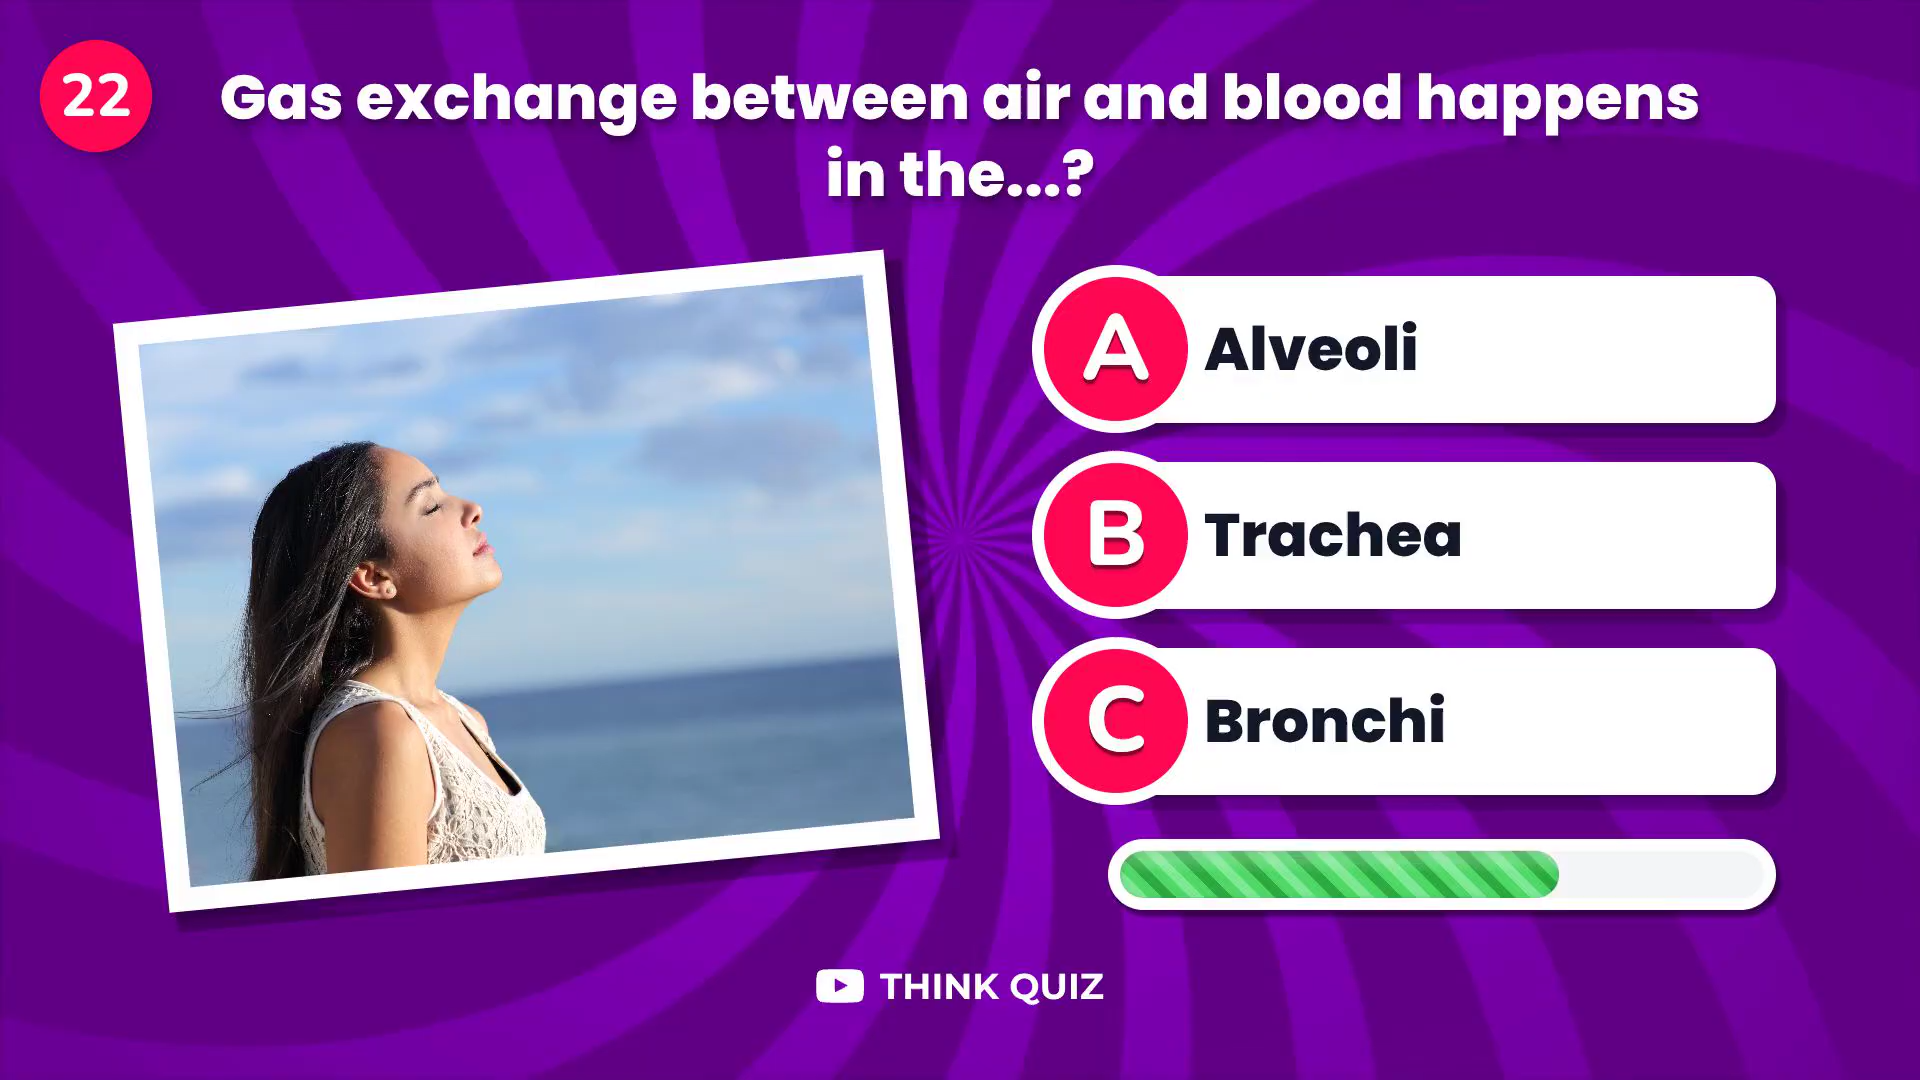 22
Gas exchange between air and blood happens
in the...?
A Alveoli
B Trachea
C Bronchi
THINK QUIZ